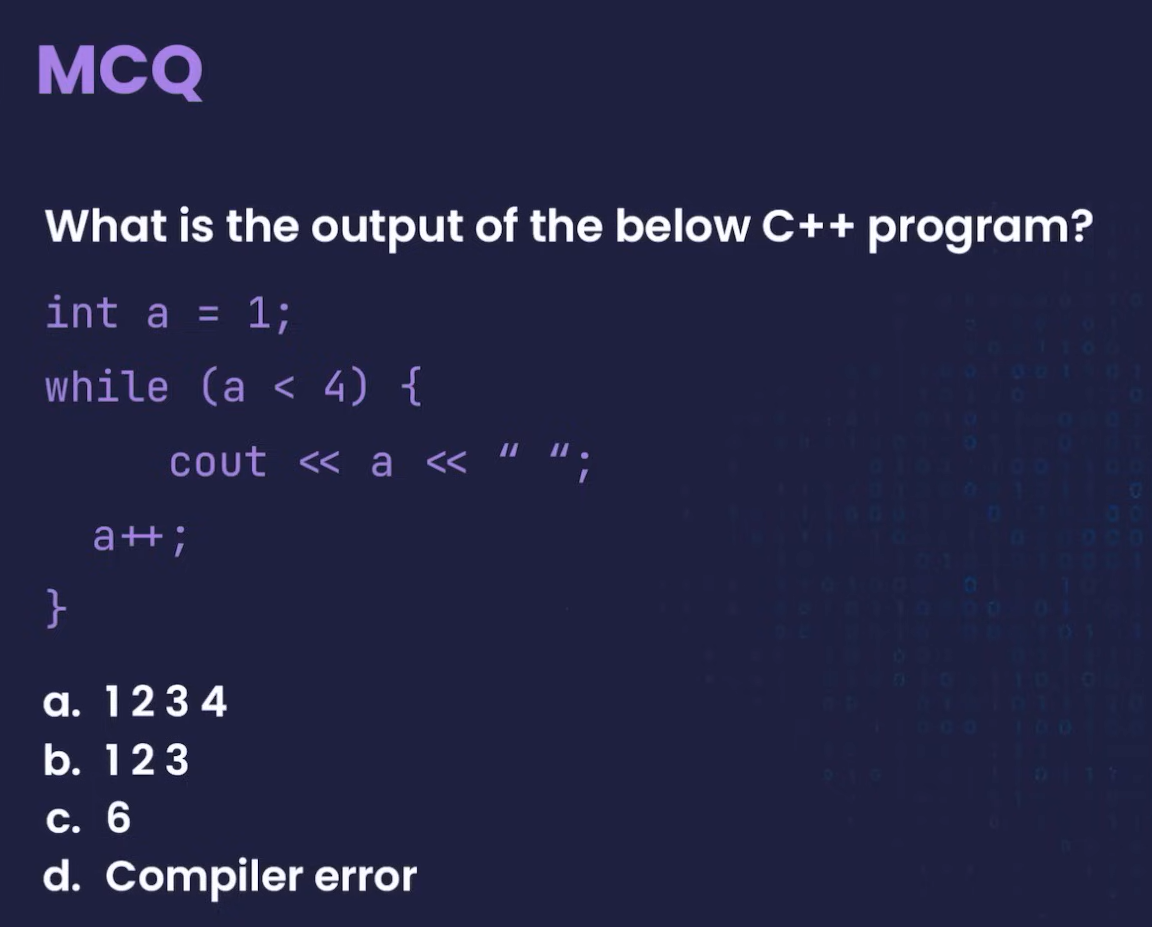 MCQ
What is the output of the below C++ program?
int a = 1;
while (a < 4) {
cout << a << “ “;
a++;
}
a. 1 2 3 4
b. 1 2 3
c. 6
d. Compiler error